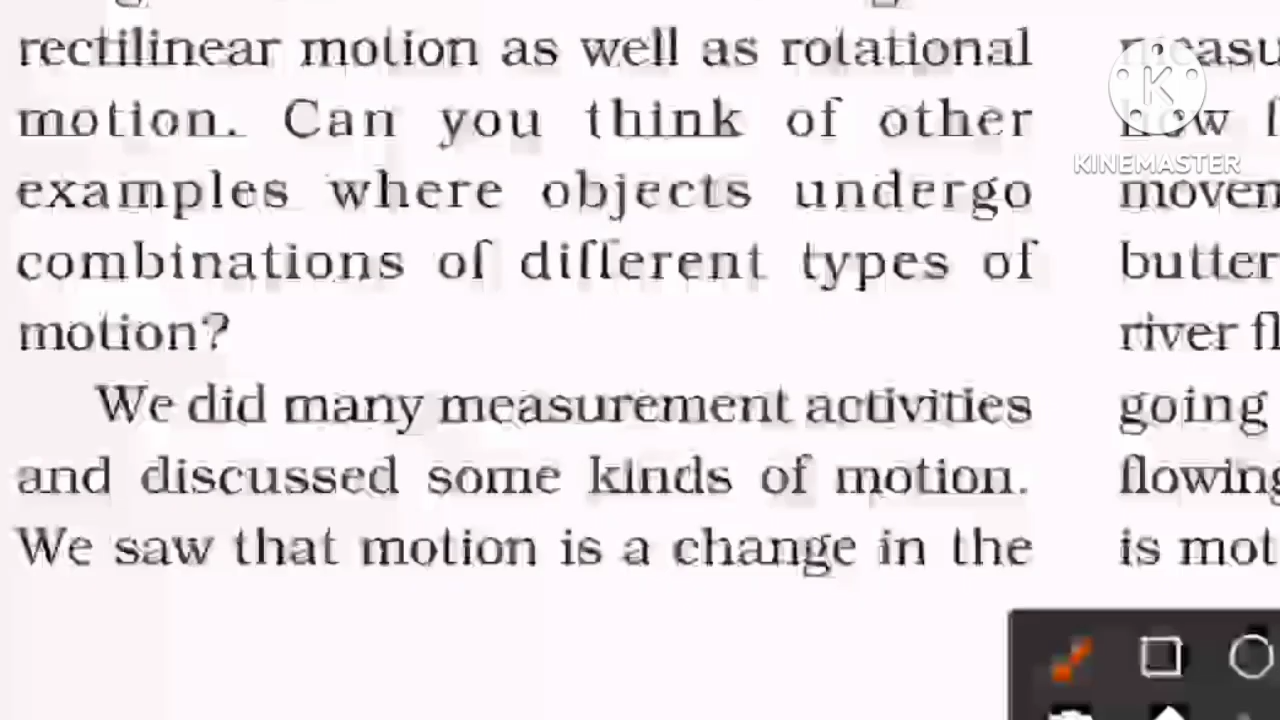 rectilinear motion as well as rotational
motion. Can you think of other
examples where objects undergo
combinations of different types of
motion?
We did many measurement activities
and discussed some kinds of motion.
We saw that motion is a change in the
how
river
going
is
KINEMASTER